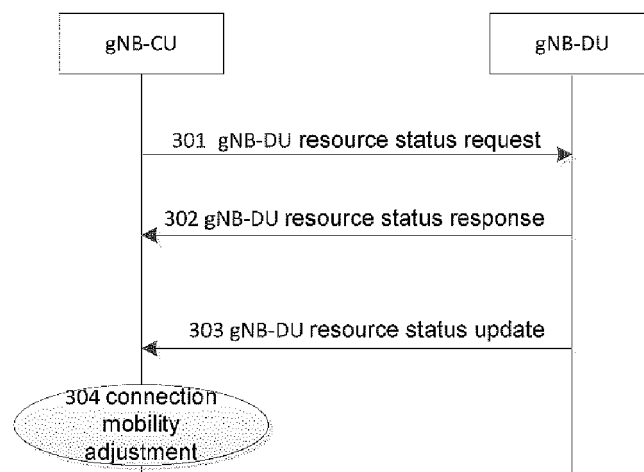 gNB-CU
gNB-DU
301 gNB-DU resource status request
302 gNB-DU resource status response
303 gNB-DU resource status update
304 connection
mobility
adjustment